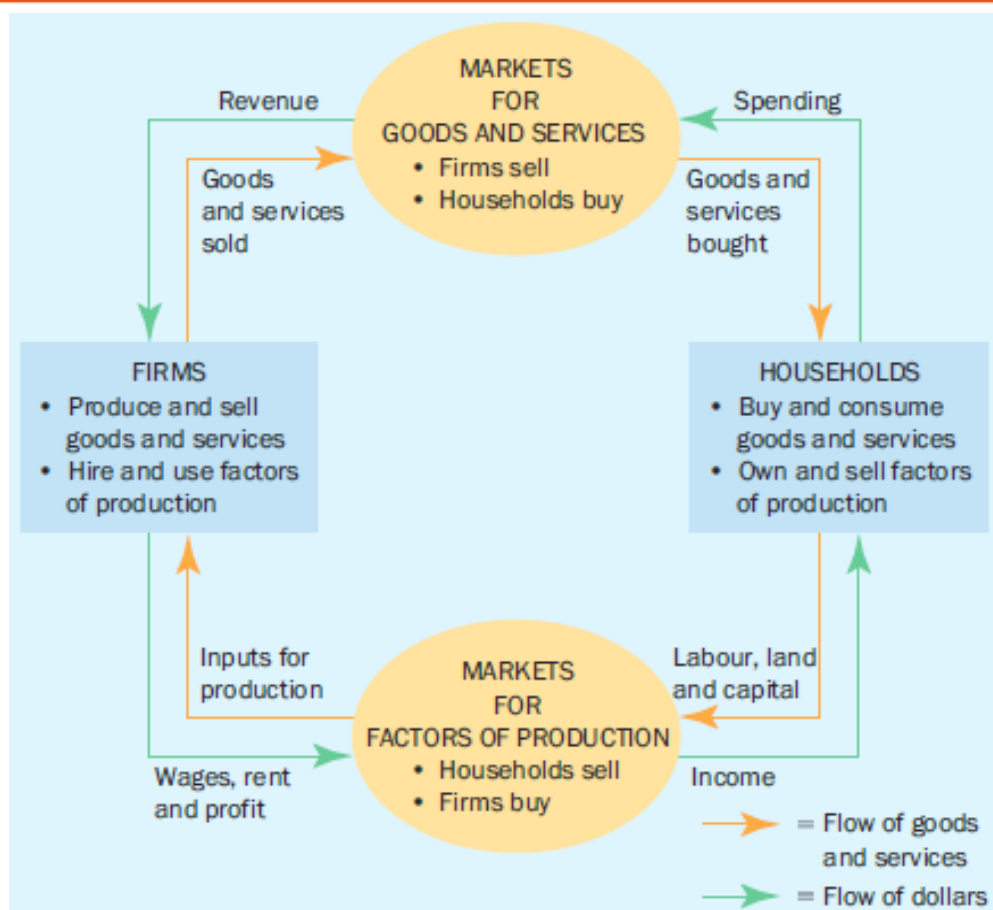 MARKETS
FOR
GOODS AND SERVICES
• Firms sell
• Households buy
Revenue
Spending
Goods
and services
sold
Goods and
services
bought
FIRMS
• Produce and sell
goods and services
• Hire and use factors
of production
HOUSEHOLDS
• Buy and consume
goods and services
• Own and sell factors
of production
Inputs for
production
Labour, land
and capital
MARKETS
FOR
FACTORS OF PRODUCTION
• Households sell
• Firms buy
Wages, rent
and profit
Income
= Flow of goods
and services
= Flow of dollars